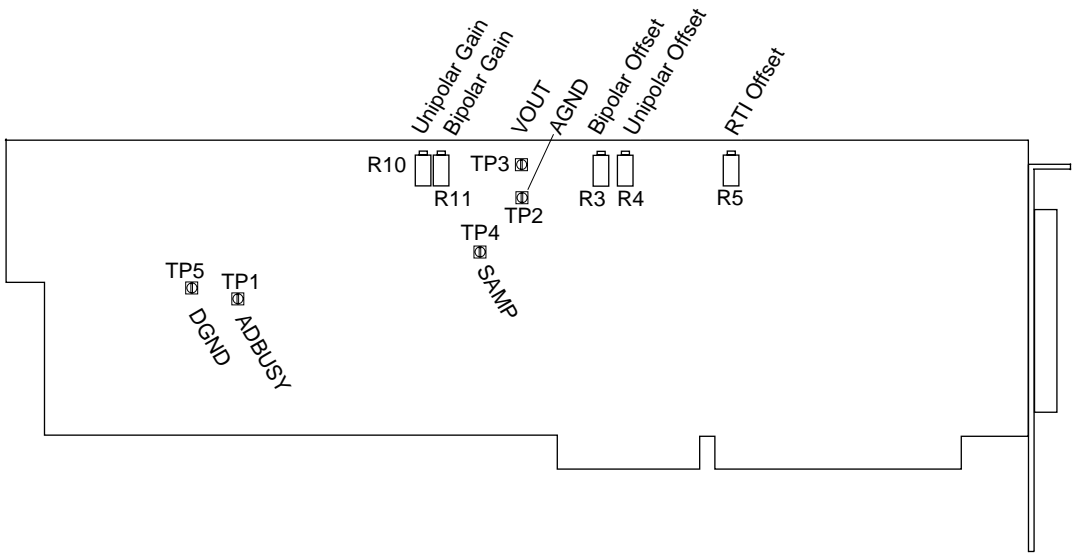 Unipolar Gain
Bipolar Gain
VOUT
AGND
Bipolar Offset
Unipolar Offset
RTI Offset
R10
R11
TP3
TP2
R3
R4
R5
TP4
SAMP
TP5
TP1
DGND
ADBUSY